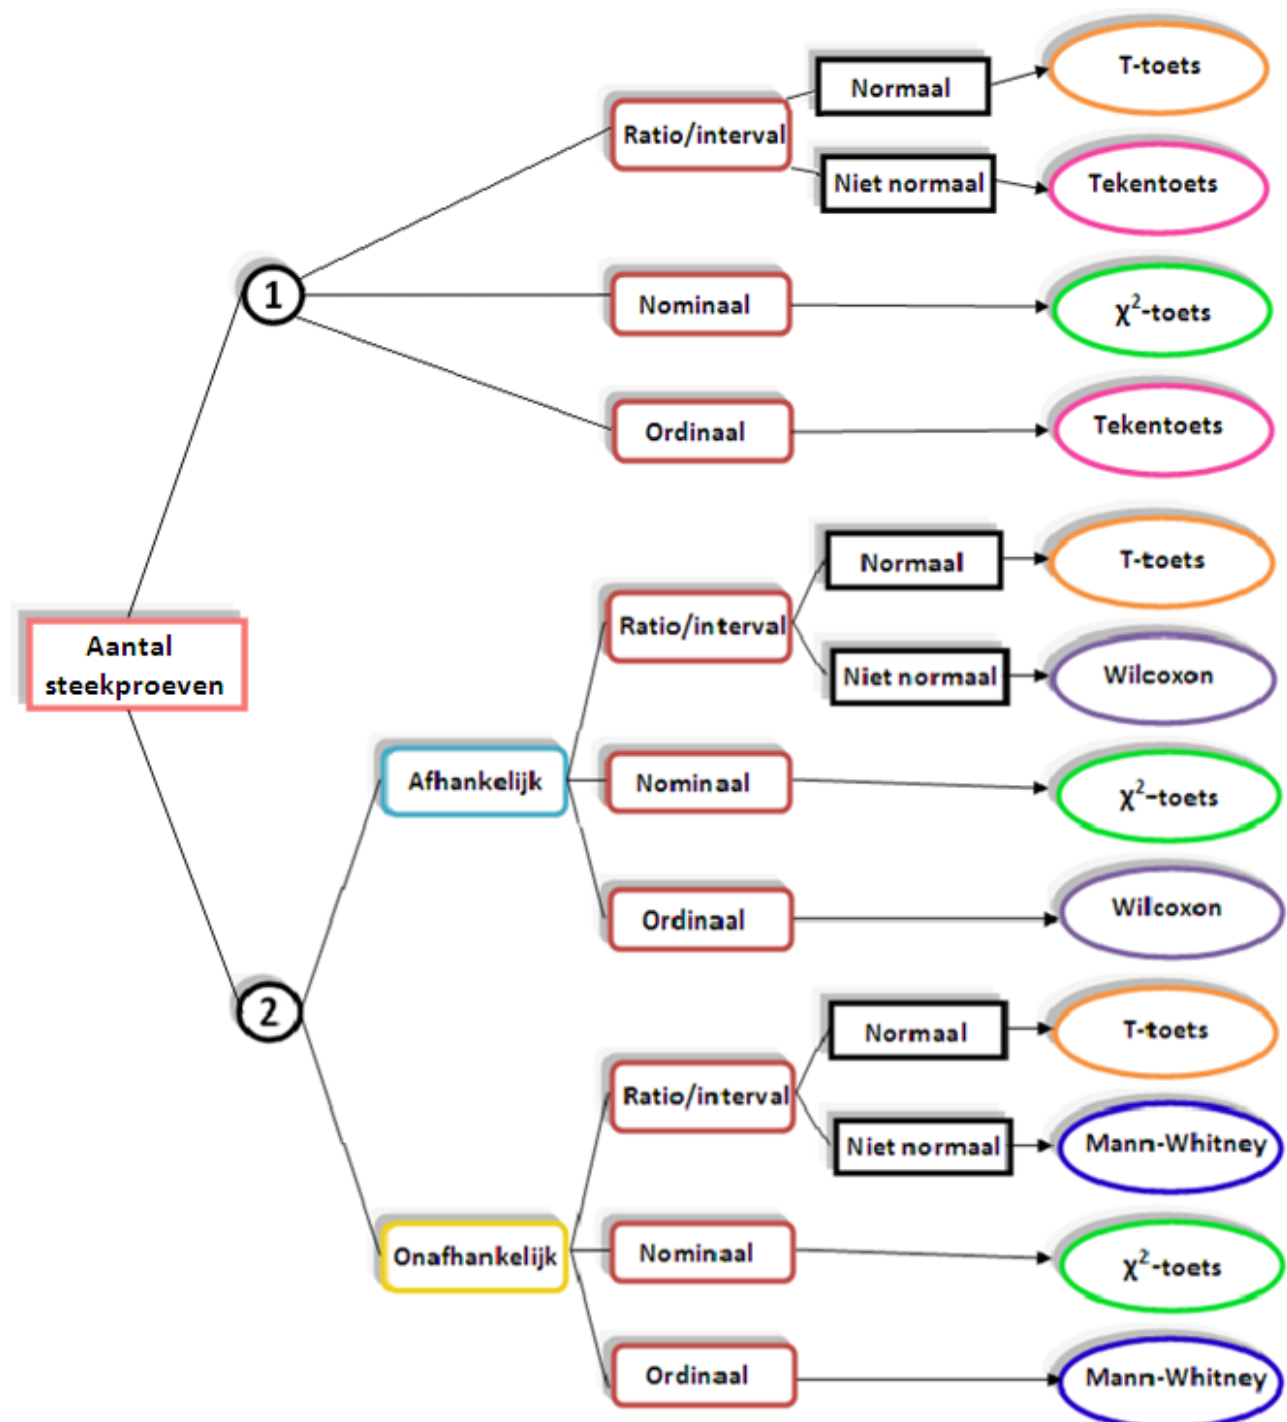 Aantal
steekproeven
1
Ratio/interval
Normaal
T-toets
Niet normaal
Tekentoets
Nominaal
χ²-toets
Ordinaal
Tekentoets
2
Afhankelijk
Ratio/interval
Normaal
T-toets
Niet normaal
Wilcoxon
Nominaal
χ²-toets
Ordinaal
Wilcoxon
Onafhankelijk
Ratio/interval
Normaal
T-toets
Niet normaal
Mann-Whitney
Nominaal
χ²-toets
Ordinaal
Mann-Whitney